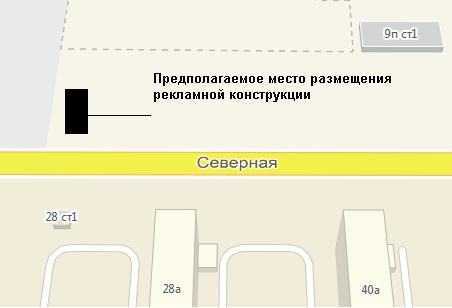 9п ст1
Предполагаемое место размещения
рекламной конструкции
Северная
28 ст1
28а
40а